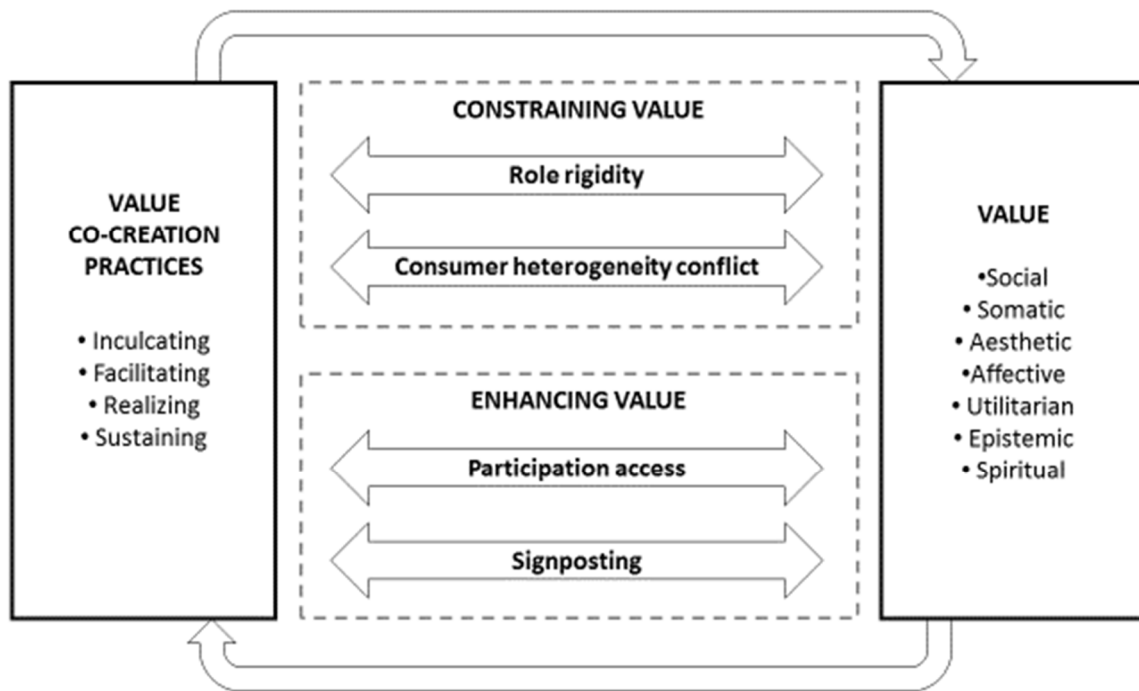 VALUE
CO-CREATION
PRACTICES
• Inculcating
• Facilitating
• Realizing
• Sustaining
CONSTRAINING VALUE
Role rigidity
Consumer heterogeneity conflict
ENHANCING VALUE
Participation access
Signposting
VALUE
•Social
• Somatic
• Aesthetic
•Affective
• Utilitarian
• Epistemic
• Spiritual